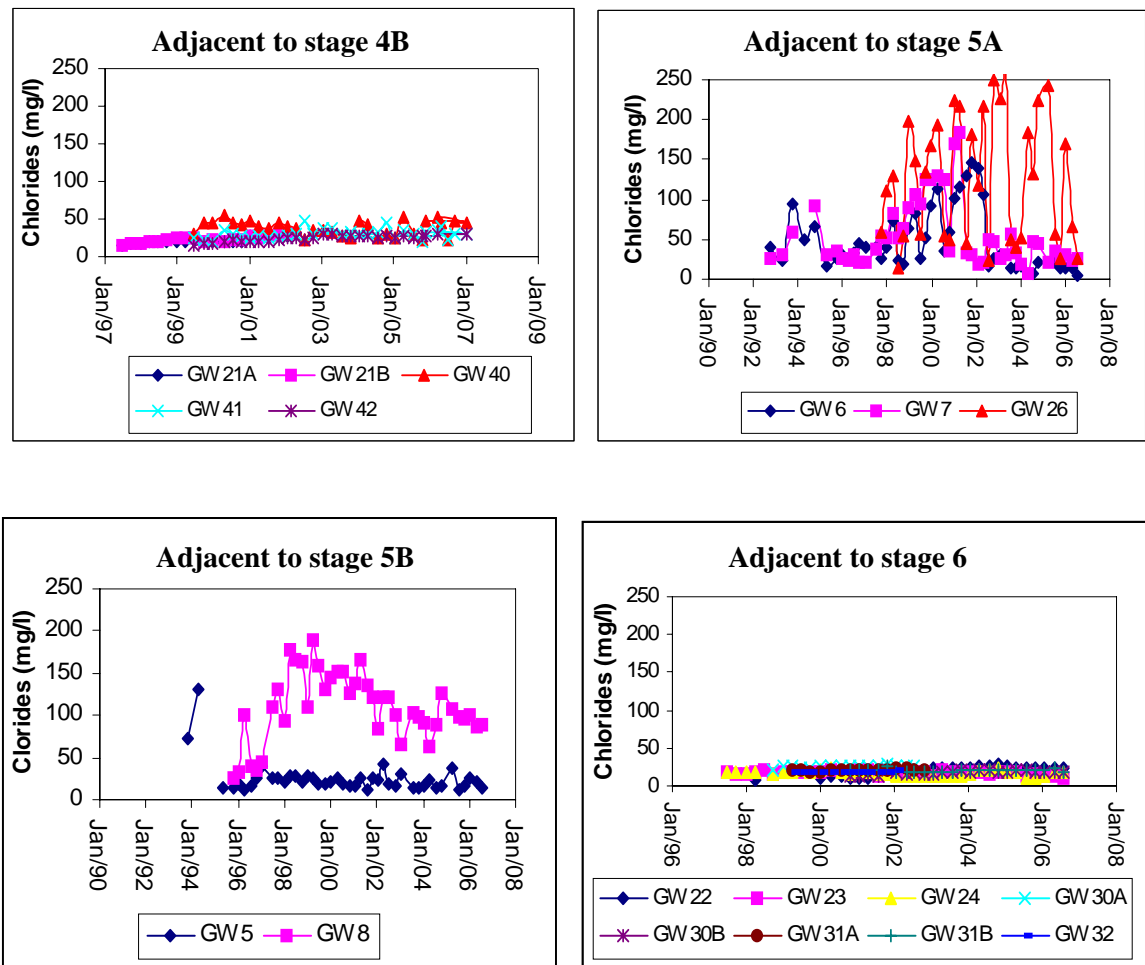 Adjacent to stage 4B
Chlorides (mg/l)
250
200
150
100
50
0
Jan/97
Jan/99
Jan/01
Jan/03
Jan/05
Jan/07
Jan/09
GW 21A
GW 21B
GW 40
GW 41
GW 42
Adjacent to stage 5A
Chlorides (mg/l)
250
200
150
100
50
0
Jan/90
Jan/92
Jan/94
Jan/96
Jan/98
Jan/00
Jan/02
Jan/04
Jan/06
Jan/08
GW 6
GW 7
GW 26
Adjacent to stage 5B
Clorides (mg/l)
250
200
150
100
50
0
Jan/90
Jan/92
Jan/94
Jan/96
Jan/98
Jan/00
Jan/02
Jan/04
Jan/06
Jan/08
GW 5
GW 8
Adjacent to stage 6
Chlorides (mg/l)
250
200
150
100
50
0
Jan/96
Jan/98
Jan/00
Jan/02
Jan/04
Jan/06
Jan/08
GW 22
GW 23
GW 24
GW 30A
GW 30B
GW 31A
GW 31B
GW 32